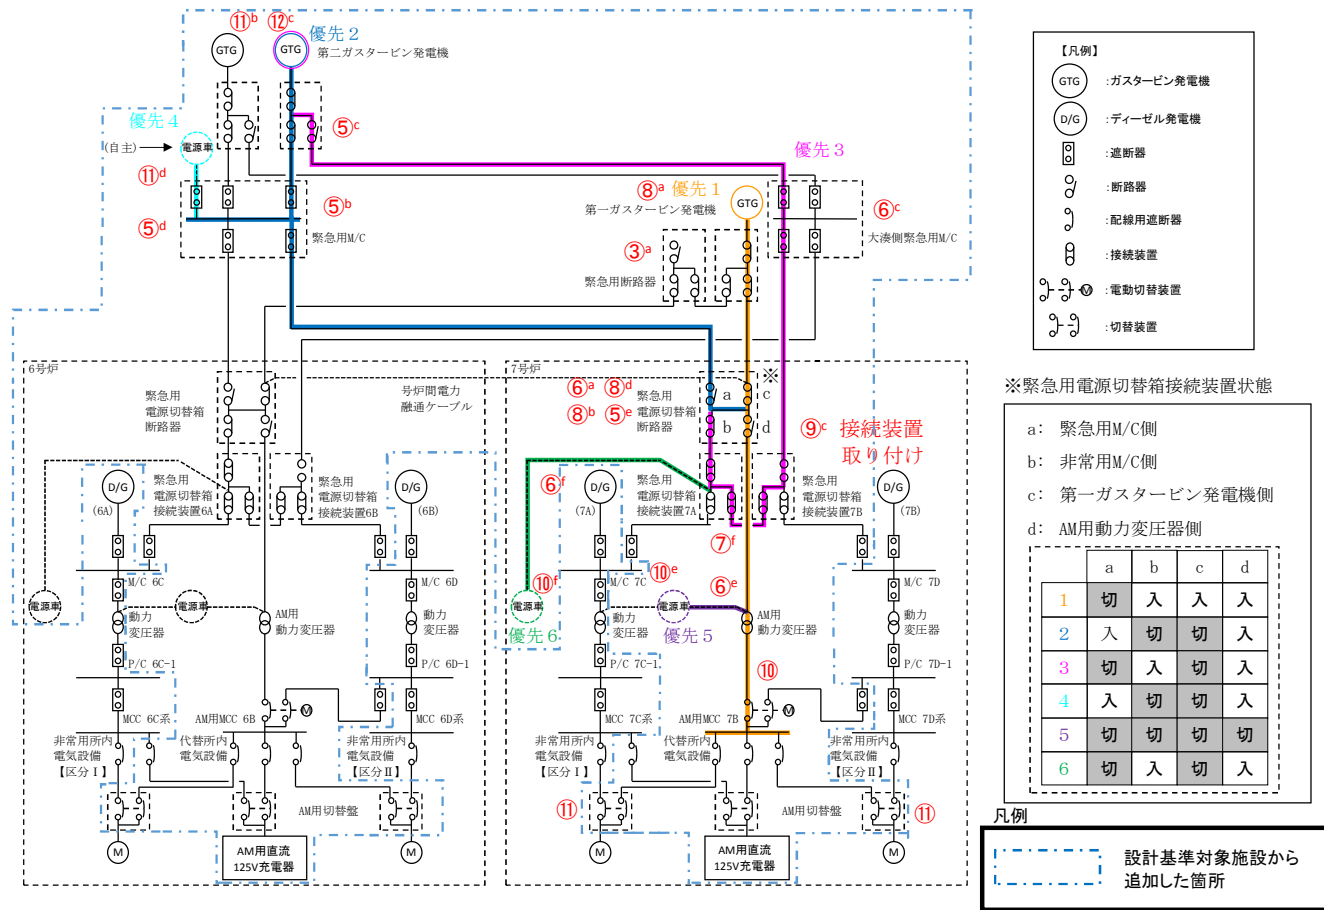 ⑪b
⑫c
優先2
GTG
GTG
第二ガスタービン発電機
優先4
(自主)
電源車
⑤c
優先3
⑪d
⑧a
優先1
第一ガスタービン発電機
GTG
⑤b
⑥c
⑤d
緊急用M/C
大湊側緊急用M/C
③a
緊急用断路器
【凡例】
GTG
:ガスタービン発電機
D/G
:ディーゼル発電機
:遮断器
:断路器
:配線用遮断器
:接続装置
M
:電動切替装置
:切替装置
6号炉
緊急用
電源切替箱
断路器
号炉間電力
融通ケーブル
D/G
(6A)
緊急用
電源切替箱
接続装置6A
緊急用
電源切替箱
接続装置6B
D/G
(6B)
M/C 6C
M/C 6D
電源車
電源車
動力
変圧器
AM用
動力変圧器
動力
変圧器
P/C 6C-1
P/C 6D-1
MCC 6C系
AM用MCC 6B
M
MCC 6D系
非常用所内
電気設備
【区分Ⅰ】
代替所内
電気設備
非常用所内
電気設備
【区分Ⅱ】
AM用切替盤
M
AM用直流
125V充電器
M
7号炉
⑥a
⑧d
⑧b
⑤e
緊急用
電源切替箱
断路器
a
b
c
d
※
⑨c
接続装置
取り付け
⑥f
D/G
(7A)
緊急用
電源切替箱
接続装置7A
緊急用
電源切替箱
接続装置7B
D/G
(7B)
⑦f
M/C 7C
⑩e
⑥e
M/C 7D
⑩f
電源車
優先6
電源車
優先5
動力
変圧器
AM用
動力変圧器
動力
変圧器
P/C 7C-1
P/C 7D-1
⑩
MCC 7C系
AM用MCC 7B
M
MCC 7D系
非常用所内
電気設備
【区分Ⅰ】
代替所内
電気設備
非常用所内
電気設備
【区分Ⅱ】
⑪
AM用切替盤
⑪
M
AM用直流
125V充電器
M
※緊急用電源切替箱接続装置状態
a: 緊急用M/C側
b: 非常用M/C側
c: 第一ガスタービン発電機側
d: AM用動力変圧器側
a b c d
1 切 入 入 入
2 入 切 切 入
3 切 入 切 入
4 入 切 切 入
5 切 切 切 切
6 切 入 切 入
凡例
設計基準対象施設から
追加した箇所